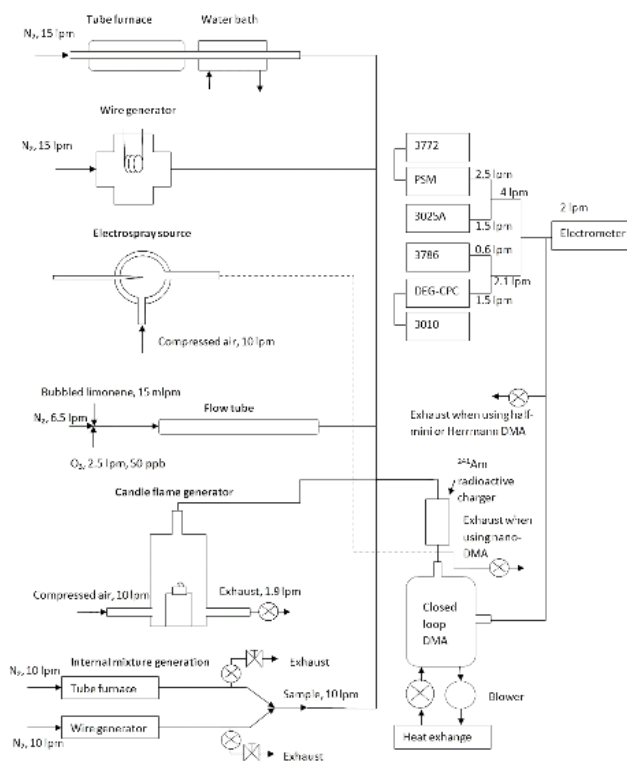 Tube furnace
Water bath
N₂, 15 lpm
Wire generator
N₂, 15 lpm
3772
PSM
2.5 lpm
4 lpm
3025A
1.5 lpm
2 lpm
Electrometer
3786
0.6 lpm
2.1 lpm
DEG-CPC
1.5 lpm
3010
Electrospray source
Compressed air, 10 lpm
Bubbled limonene, 15 mlpm
N₂, 6.5 lpm
Flow tube
O₃, 2.5 lpm, 50 ppb
Exhaust when using half-
mini or Herrmann DMA
Candle flame generator
²⁴¹Am
radioactive
charger
Exhaust when
using nano-
DMA
Compressed air, 10 lpm
Exhaust, 1.9 lpm
Closed
loop
DMA
Blower
Heat exhange
Internal mixture generation
N₂, 10 lpm
Tube furnace
Exhaust
Sample, 10 lpm
Wire generator
N₂, 10 lpm
Exhaust